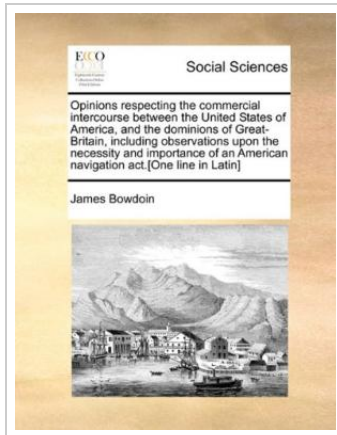 ECCO
Social Sciences
Opinions respecting the commercial
intercourse between the United States of
America, and the dominions of Great-
Britain, including observations upon the
necessity and importance of an American
navigation act.[One line in Latin]
James Bowdoin